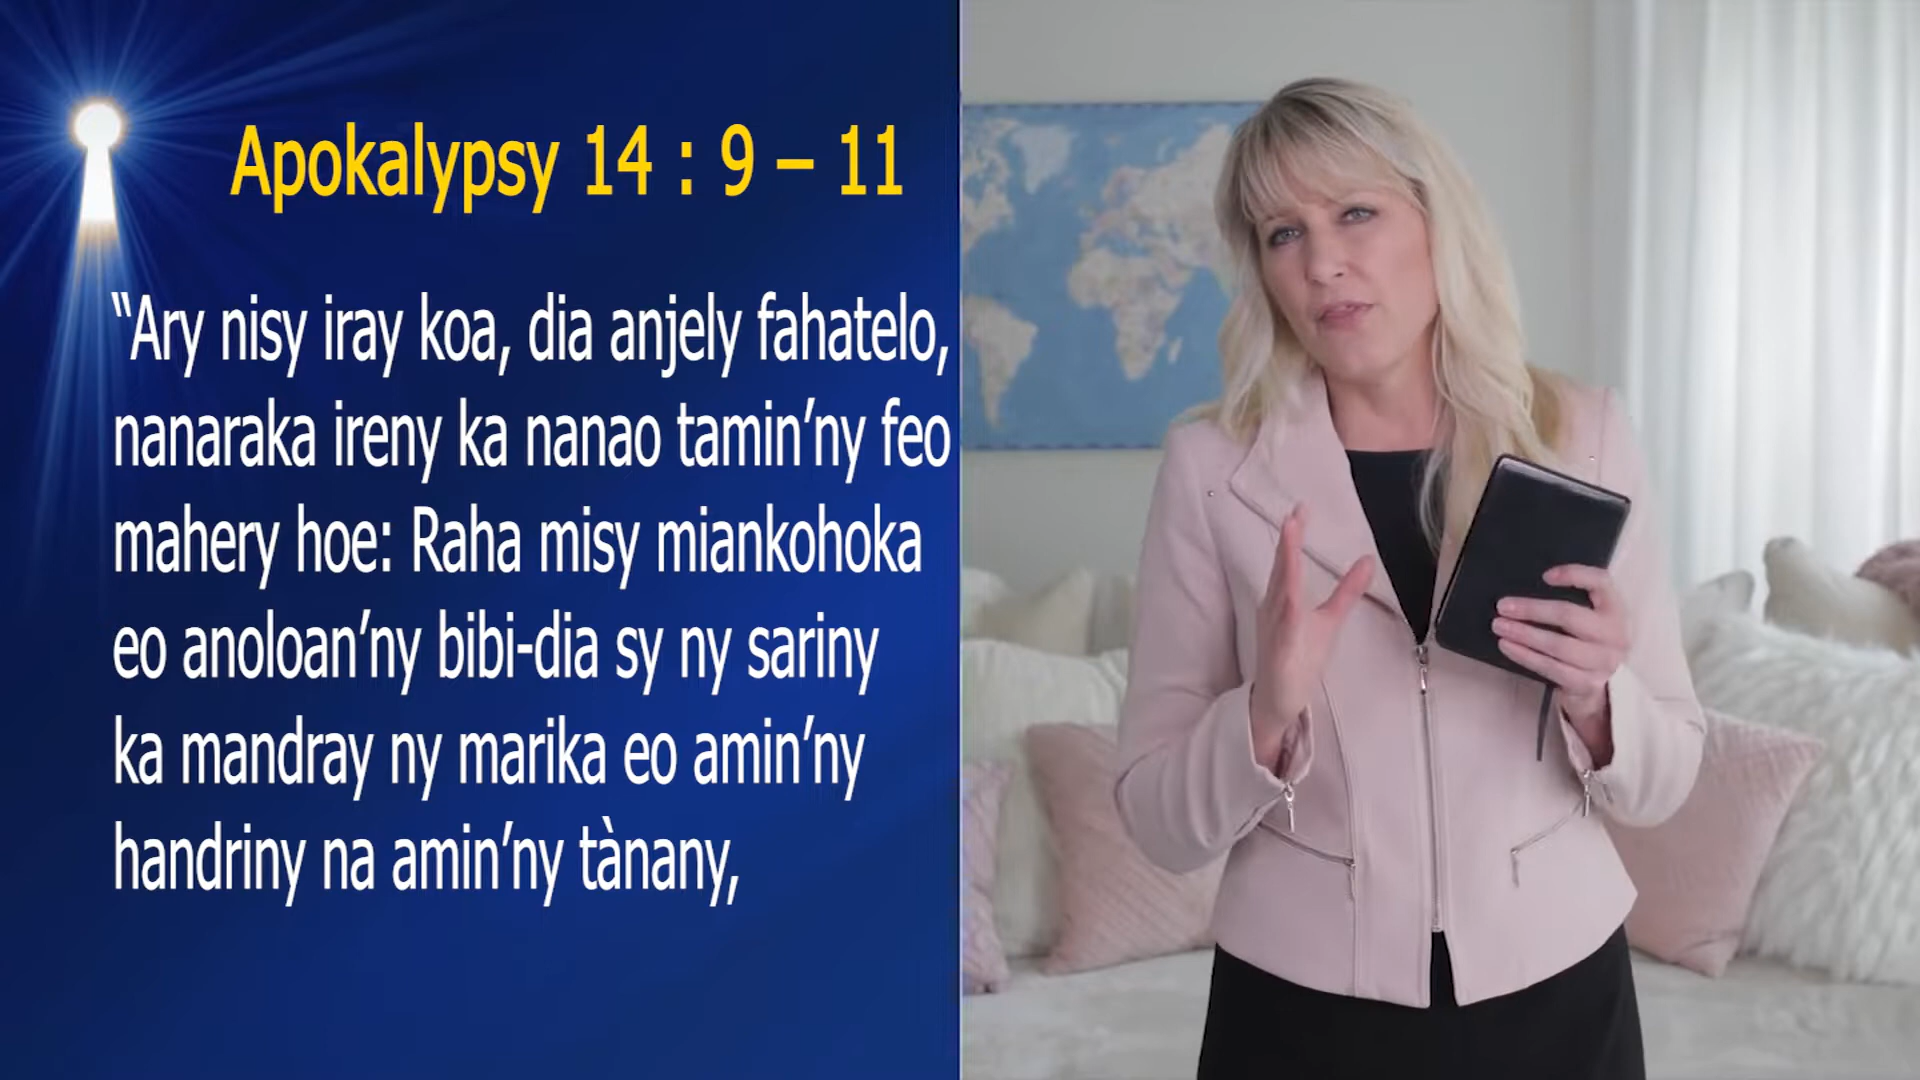 Apokalypsy 14 : 9 – 11
“Ary nisy iray koa, dia anjely fahatelo,
nanaraka ireny ka nanao tamin’ny feo
mahery hoe: Raha misy miankohoka
eo anoloan’ny bibi-dia sy ny sariny
ka mandray ny marika eo amin’ny
handriny na amin’ny tànany,